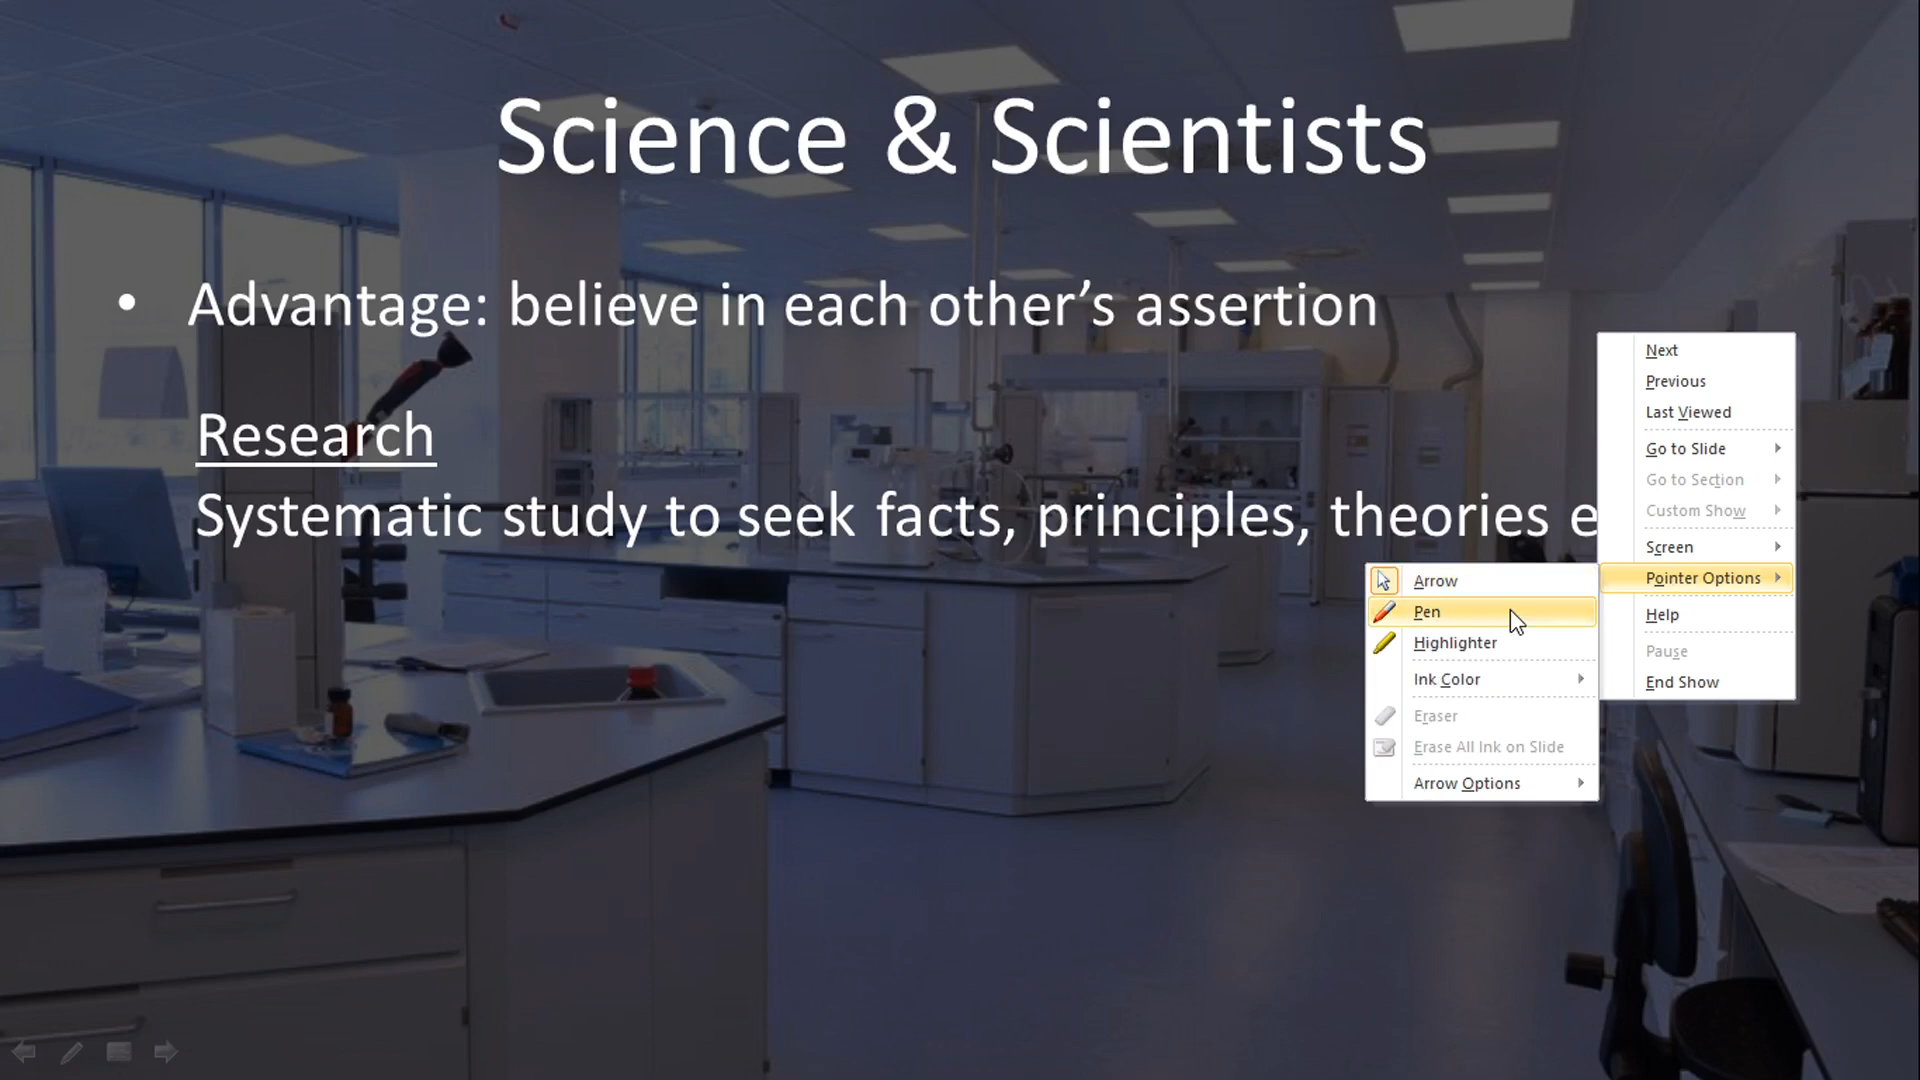 Science & Scientists
• Advantage: believe in each other’s assertion
Research
Systematic study to seek facts, principles, theories e
Next
Previous
Last Viewed
Go to Slide
Go to Section
Custom Show
Screen
Pointer Options
Help
Pause
End Show
Arrow
Pen
Highlighter
Ink Color
Eraser
Erase All Ink on Slide
Arrow Options